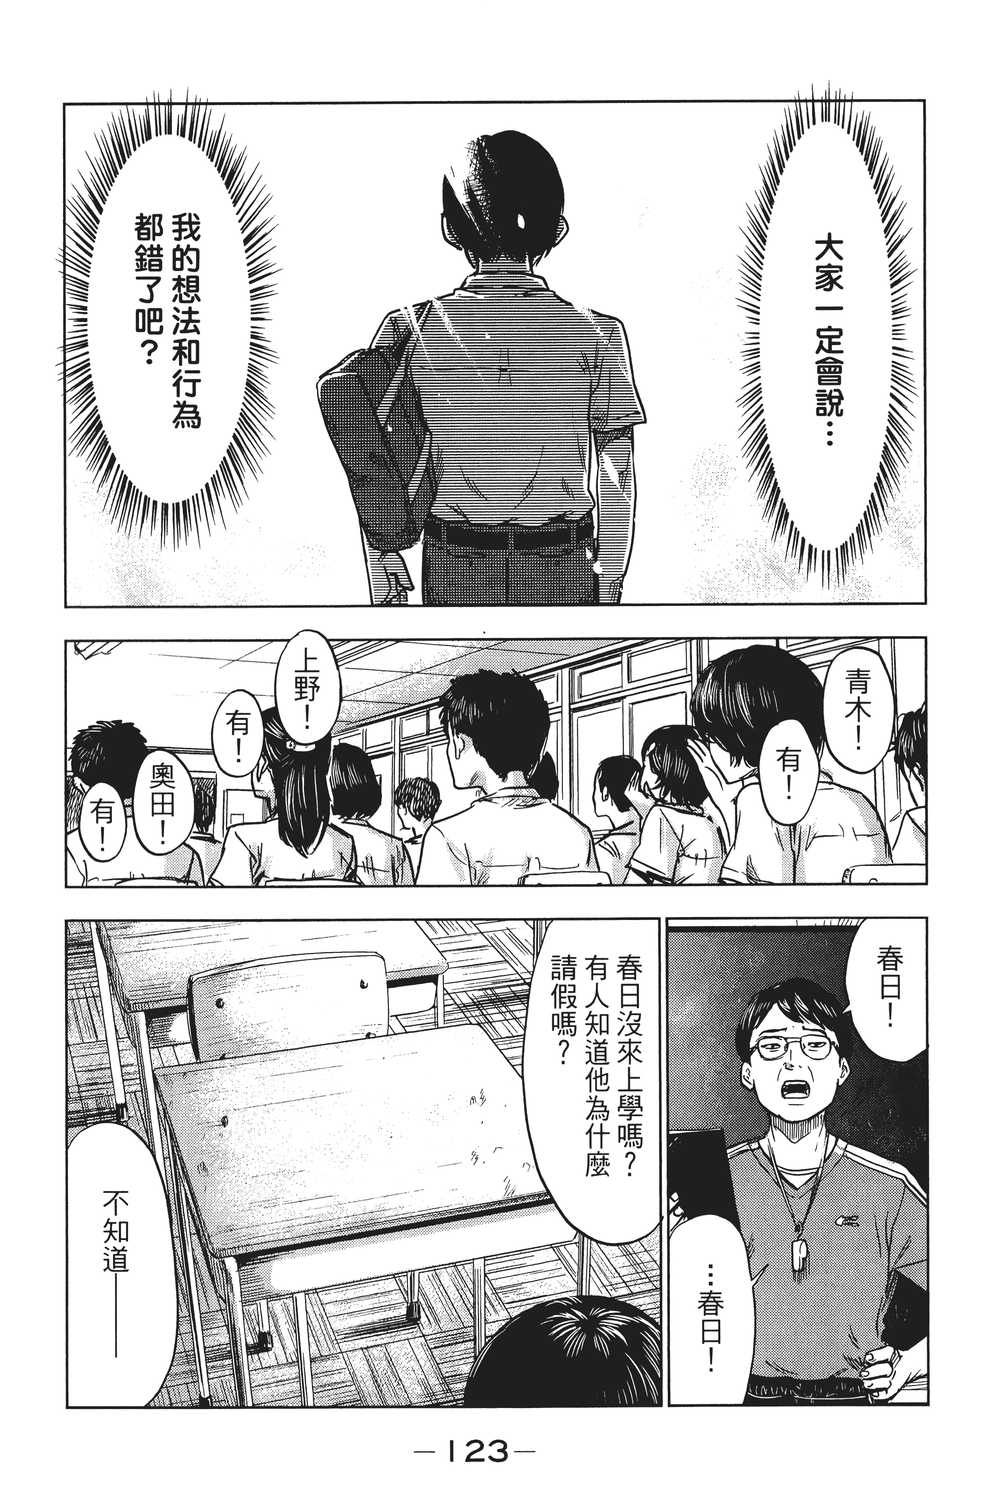 大家一定會說…
我的想法和行為
都錯了吧？
青木！
有！
上野！
有！
奧田！
有！
春日！
…春日！
春日沒來上學嗎？
有人知道他為什麼
請假嗎？
不知道——
－123－